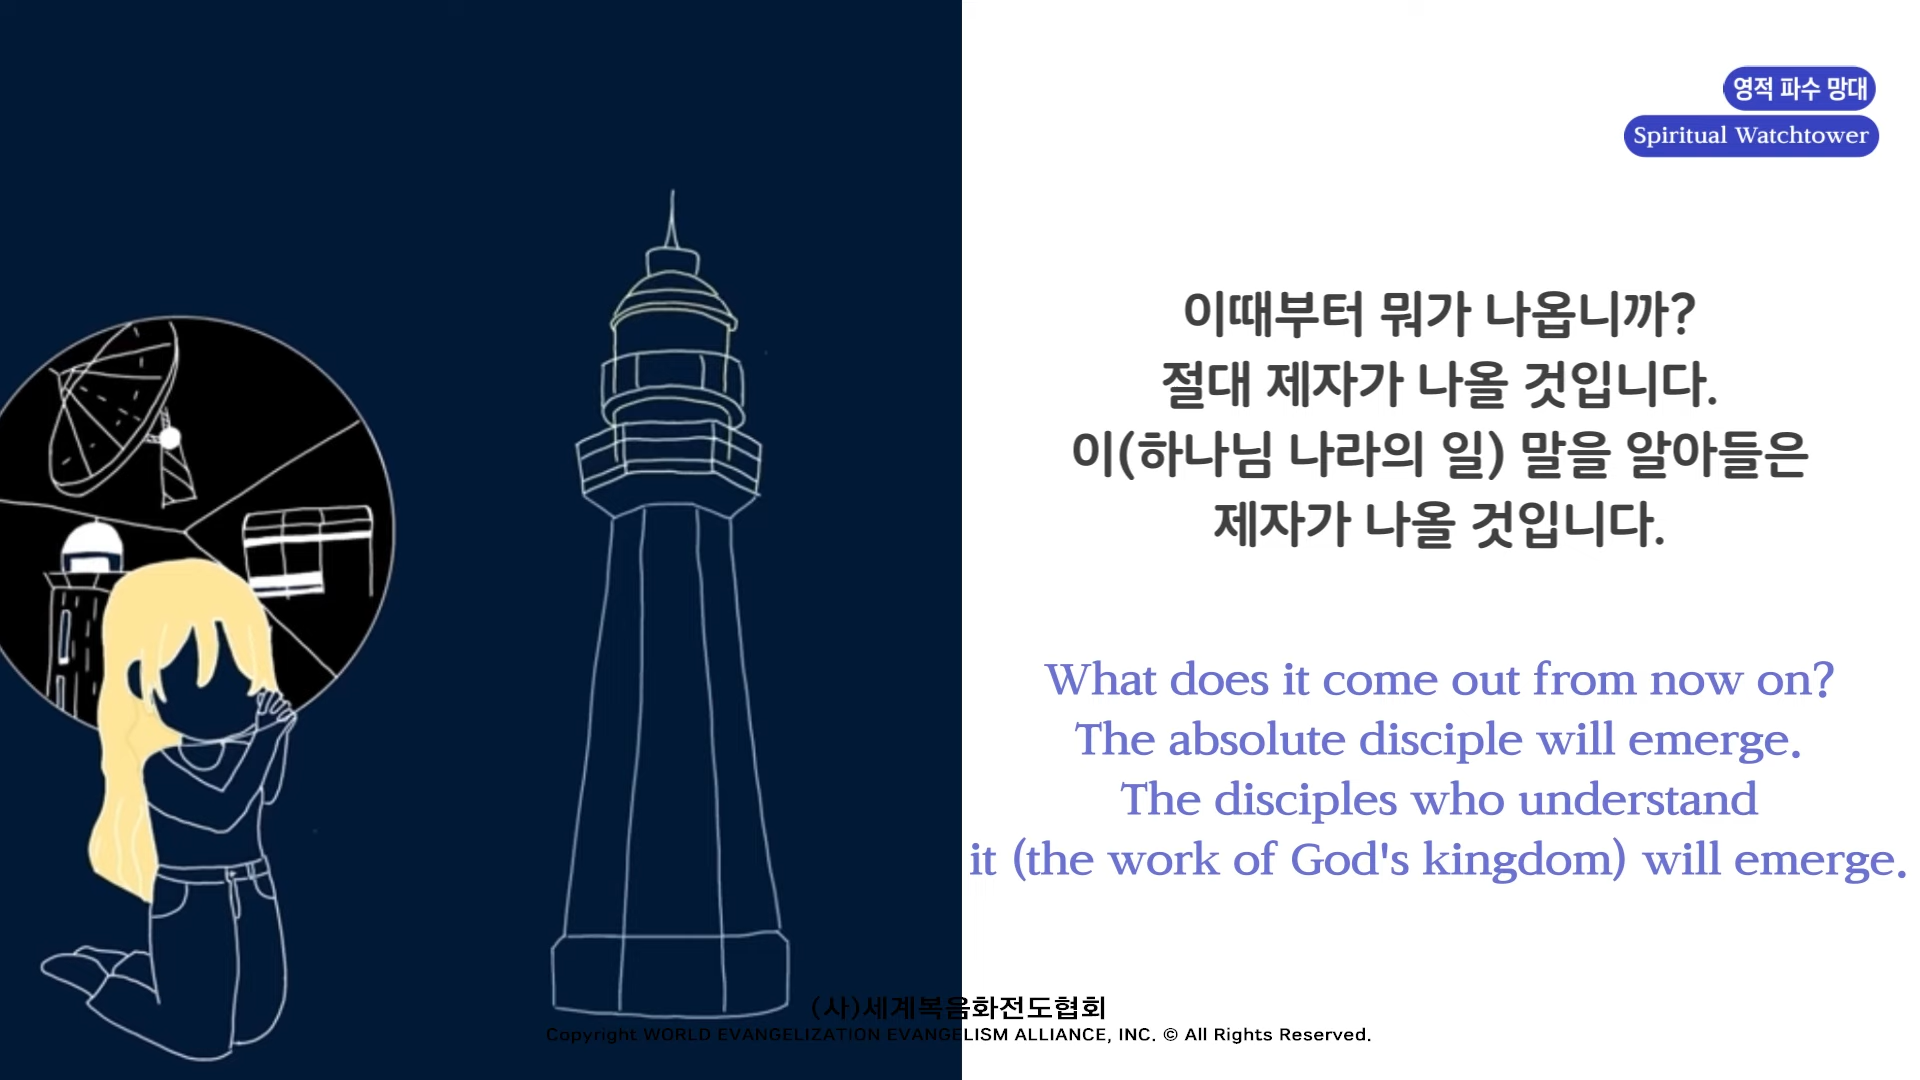 영적 파수 망대
Spiritual Watchtower
이때부터 뭐가 나옵니까?
절대 제자가 나올 것입니다.
이(하나님 나라의 일) 말을 알아들은
제자가 나올 것입니다.
What does it come out from now on?
The absolute disciple will emerge.
The disciples who understand
it (the work of God's kingdom) will emerge.
(사)세계복음화전도협회
Copyright WORLD EVANGELIZATION EVANGELISM ALLIANCE, INC. © All Rights Reserved.